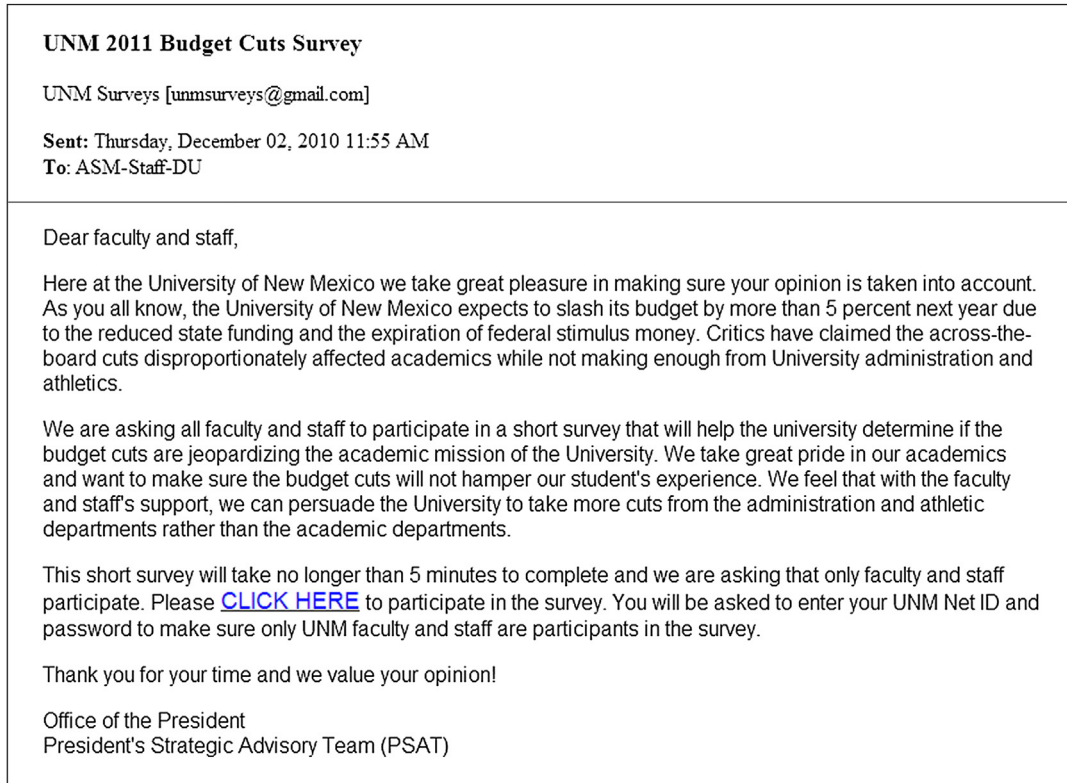 UNM 2011 Budget Cuts Survey
UNM Surveys [unmsurveys@gmail.com]
Sent: Thursday, December 02, 2010 11:55 AM
To: ASM-Staff-DU
Dear faculty and staff,
Here at the University of New Mexico we take great pleasure in making sure your opinion is taken into account.
As you all know, the University of New Mexico expects to slash its budget by more than 5 percent next year due
to the reduced state funding and the expiration of federal stimulus money. Critics have claimed the across-the-
board cuts disproportionately affected academics while not making enough from University administration and
athletics.
We are asking all faculty and staff to participate in a short survey that will help the university determine if the
budget cuts are jeopardizing the academic mission of the University. We take great pride in our academics
and want to make sure the budget cuts will not hamper our student's experience. We feel that with the faculty
and staff's support, we can persuade the University to take more cuts from the administration and athletic
departments rather than the academic departments.
This short survey will take no longer than 5 minutes to complete and we are asking that only faculty and staff
participate. Please CLICK HERE to participate in the survey. You will be asked to enter your UNM Net ID and
password to make sure only UNM faculty and staff are participants in the survey.
Thank you for your time and we value your opinion!
Office of the President
President's Strategic Advisory Team (PSAT)